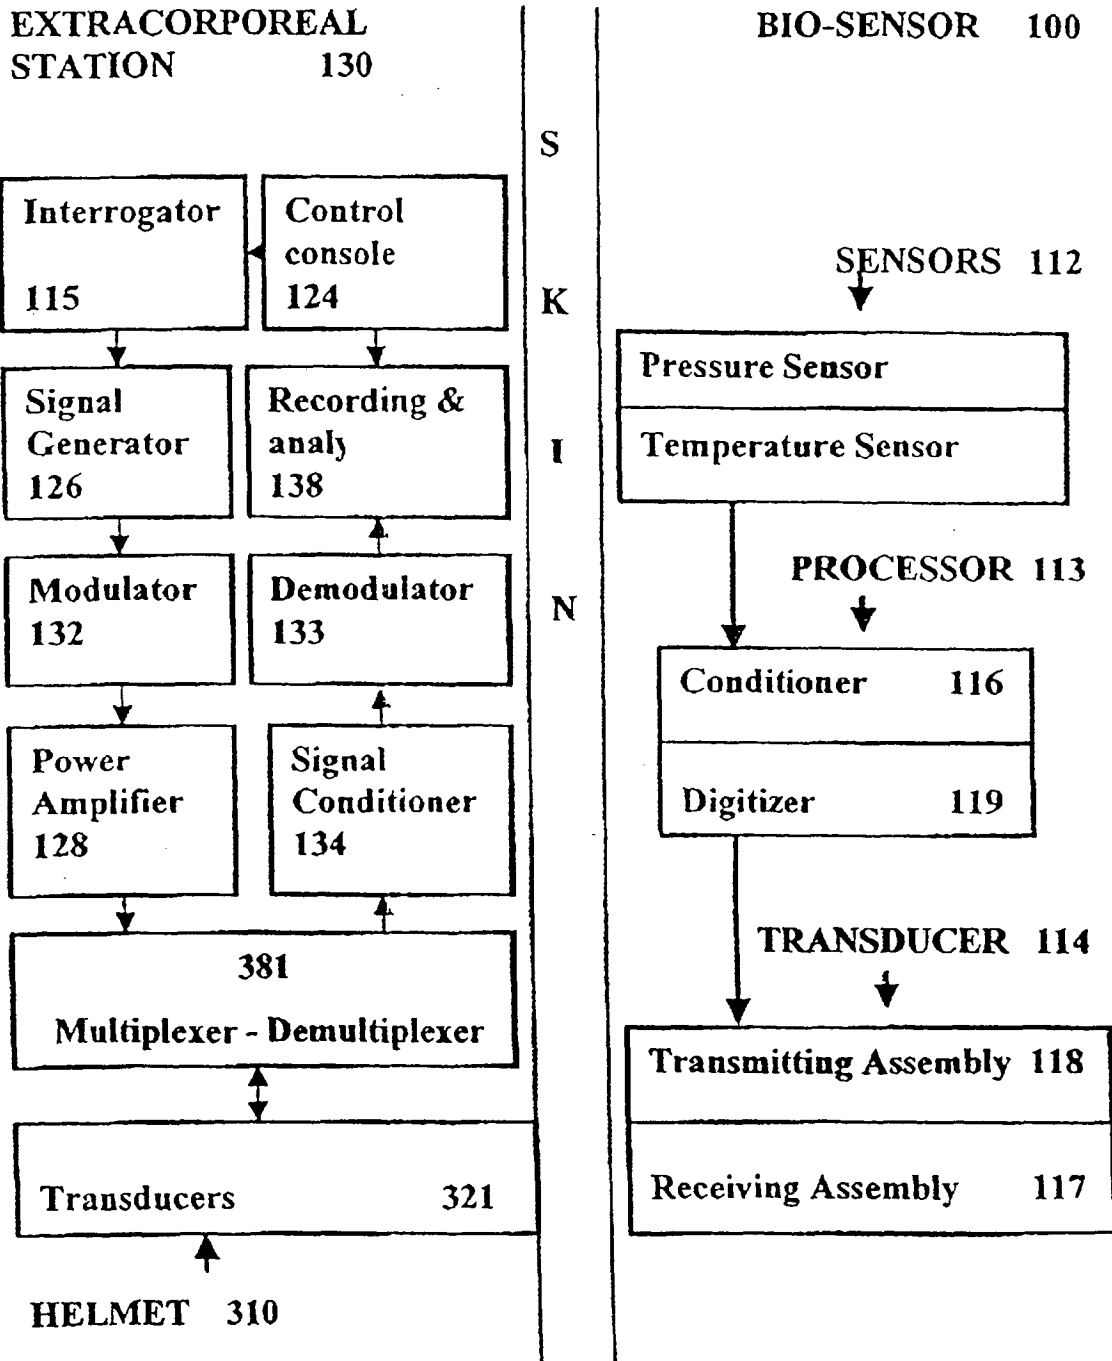 EXTRACORPOREAL
STATION 130
BIO-SENSOR 100
S
K
I
N
Interrogator
115
Control
console
124
Signal
Generator
126
Recording &
analy
138
Modulator
132
Demodulator
133
Power
Amplifier
128
Signal
Conditioner
134
381
Multiplexer - Demultiplexer
Transducers 321
HELMET 310
SENSORS 112
Pressure Sensor
Temperature Sensor
PROCESSOR 113
Conditioner 116
Digitizer 119
TRANSDUCER 114
Transmitting Assembly 118
Receiving Assembly 117